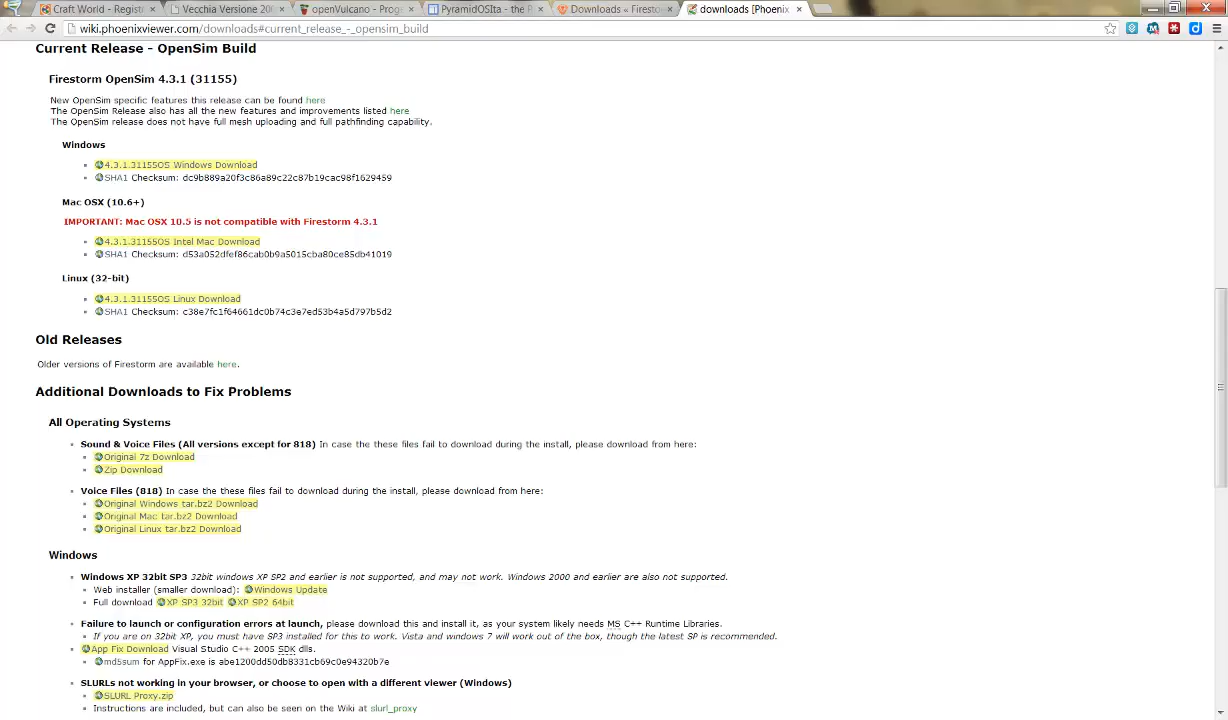 Craft World - Registe
Vecchia Versione 200
openVulcano - Proge
PyramidOSIta - the P
Downloads « Firesto
downloads [Phoenix
wiki.phoenixviewer.com/downloads#current_release_-_opensim_build
Current Release - OpenSim Build
Firestorm OpenSim 4.3.1 (31155)
New OpenSim specific features this release can be found here
The OpenSim Release also has all the new features and improvements listed here
The OpenSim release does not have full mesh uploading and full pathfinding capability.
Windows
4.3.1.31155OS Windows Download
SHA1 Checksum: dc9b889a20f3c86a89c22c87b19cac98f1629459
Mac OSX (10.6+)
IMPORTANT: Mac OSX 10.5 is not compatible with Firestorm 4.3.1
4.3.1.31155OS Intel Mac Download
SHA1 Checksum: d53a052dfef86cab0b9a5015cba80ce85db41019
Linux (32-bit)
4.3.1.31155OS Linux Download
SHA1 Checksum: c38e7fc1f64661dc0b74c3e7ed53b4a5d797b5d2
Old Releases
Older versions of Firestorm are available here.
Additional Downloads to Fix Problems
All Operating Systems
Sound & Voice Files (All versions except for 818) In case the these files fail to download during the install, please download from here:
Original 7z Download
Zip Download
Voice Files (818) In case the these files fail to download during the install, please download from here:
Original Windows tar.bz2 Download
Original Mac tar.bz2 Download
Original Linux tar.bz2 Download
Windows
Windows XP 32bit SP3 32bit windows XP SP2 and earlier is not supported, and may not work. Windows 2000 and earlier are also not supported.
Web installer (smaller download): Windows Update
Full download XP SP3 32bit XP SP2 64bit
Failure to launch or configuration errors at launch, please download this and install it, as your system likely needs MS C++ Runtime Libraries.
If you are on 32bit XP, you must have SP3 installed for this to work. Vista and windows 7 will work out of the box, though the latest SP is recommended.
App Fix Download Visual Studio C++ 2005 SDK dlls.
md5sum for AppFix.exe is abe1200dd50db8331cb69c0e94320b7e
SLURLs not working in your browser, or choose to open with a different viewer (Windows)
SLURL Proxy.zip
Instructions are included, but can also be seen on the Wiki at slurl_proxy